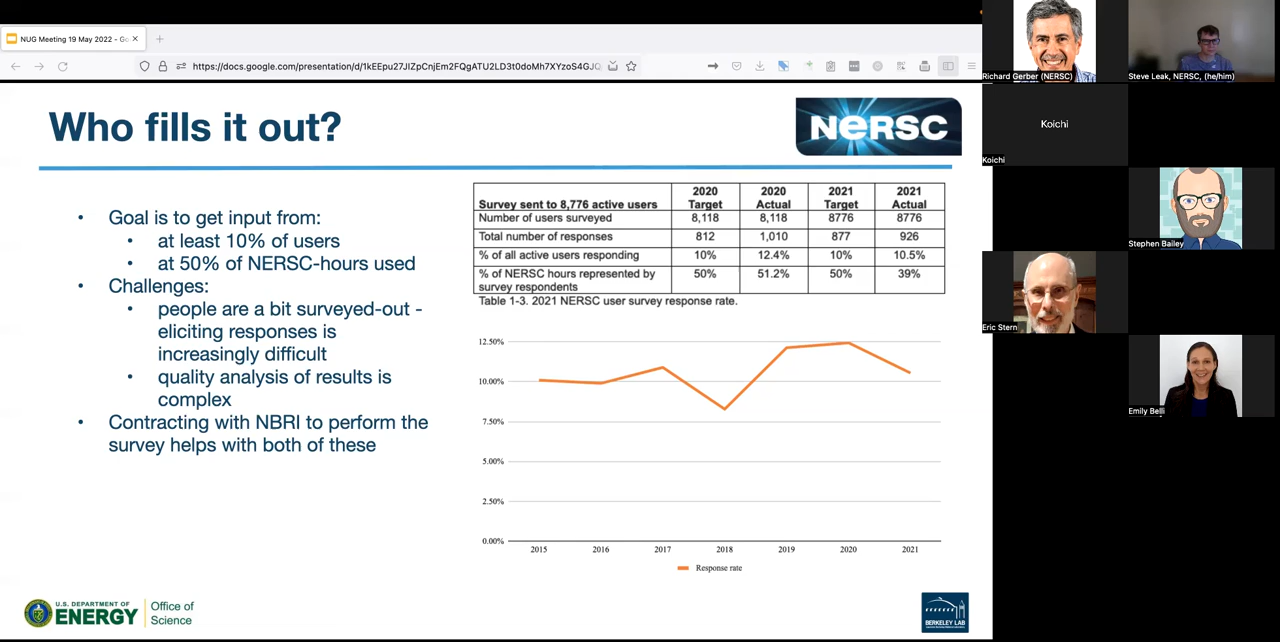 NUG Meeting 19 May 2022 - Go
https://docs.google.com/presentation/d/1kEEpu27JIZpCnjEm2FQgATU2LD3t0doMh7XYzoS4GJQ
Who fills it out?
NERSC
• Goal is to get input from:
• at least 10% of users
• at 50% of NERSC-hours used
• Challenges:
• people are a bit surveyed-out -
eliciting responses is
increasingly difficult
• quality analysis of results is
complex
• Contracting with NBRI to perform the
survey helps with both of these
Survey sent to 8,776 active users 2020 Target 2020 Actual 2021 Target 2021 Actual
Number of users surveyed 8,118 8,118 8776 8776
Total number of responses 812 1,010 877 926
% of all active users responding 10% 12.4% 10% 10.5%
% of NERSC hours represented by survey respondents 50% 51.2% 50% 39%
Table 1-3. 2021 NERSC user survey response rate.
12.50%
10.00%
7.50%
5.00%
2.50%
0.00%
2015 2016 2017 2018 2019 2020 2021
Response rate
U.S. DEPARTMENT OF
ENERGY
Office of
Science
BERKELEY LAB
Richard Gerber (NERSC)
Steve Leak, NERSC, (he/him)
Koichi
Koichi
Stephen Bailey
Eric Stern
Emily Belli